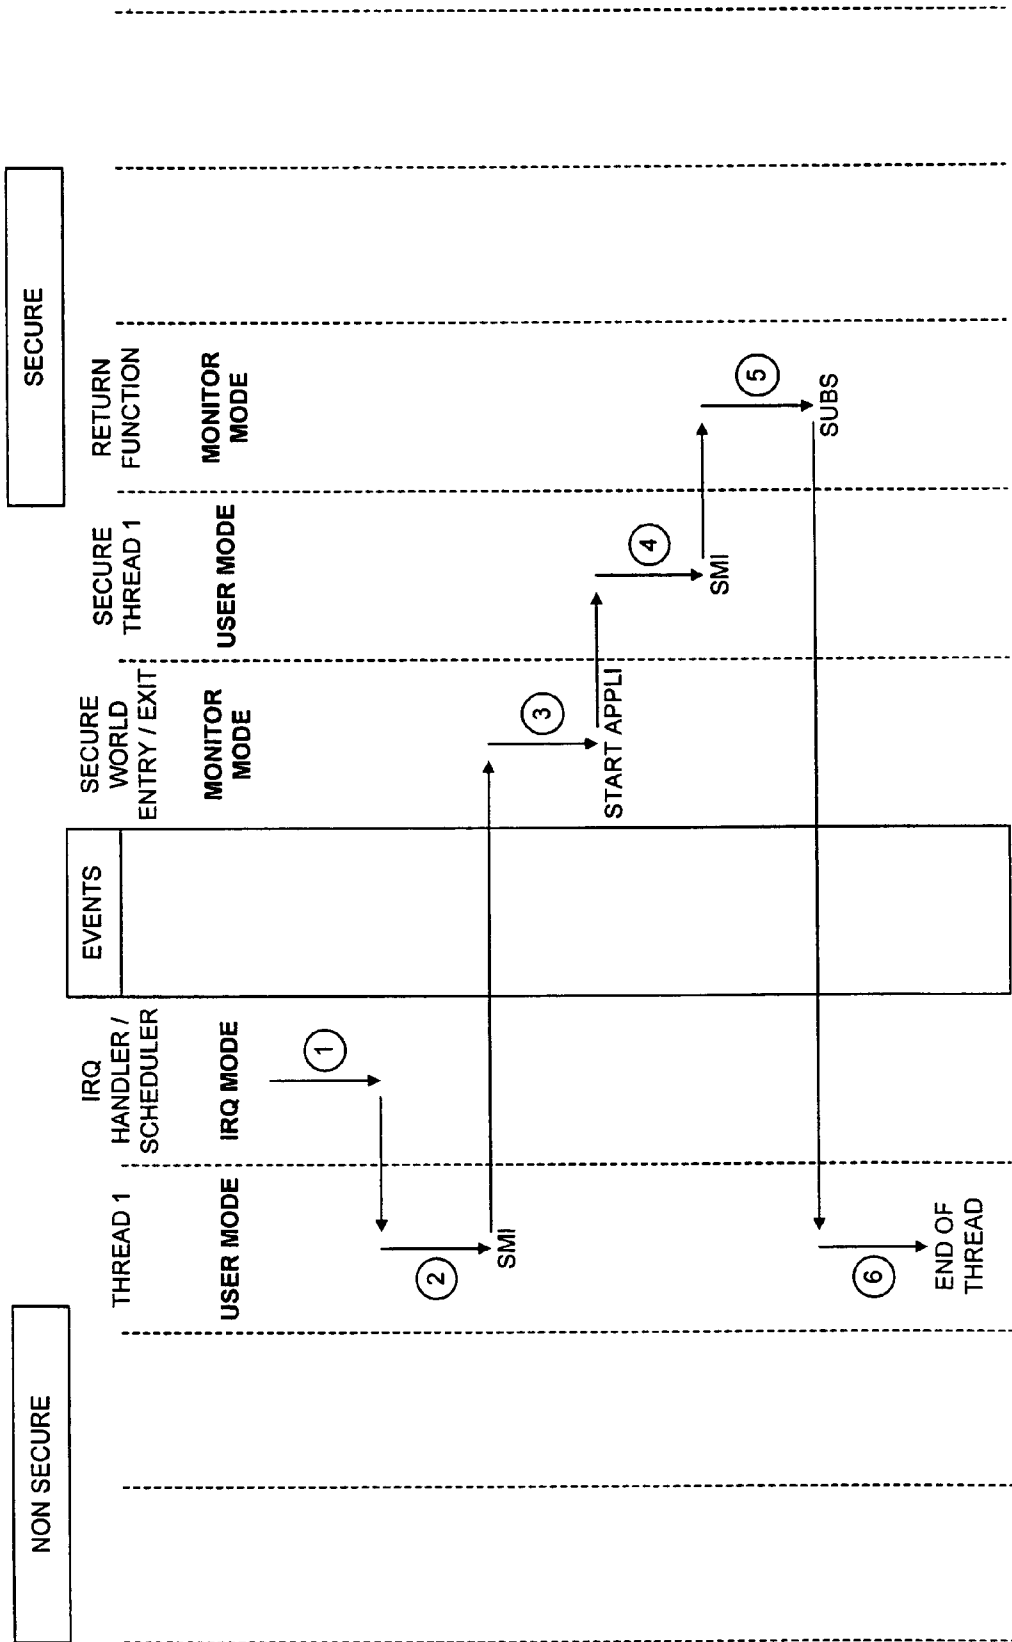 NON SECURE
SECURE
THREAD 1
USER MODE
IRQ
HANDLER /
SCHEDULER
IRQ MODE
EVENTS
SECURE
WORLD
ENTRY / EXIT
MONITOR
MODE
SECURE
THREAD 1
USER MODE
RETURN
FUNCTION
MONITOR
MODE
1
2
SMI
3
START APPLI
4
SMI
5
SUBS
6
END OF
THREAD